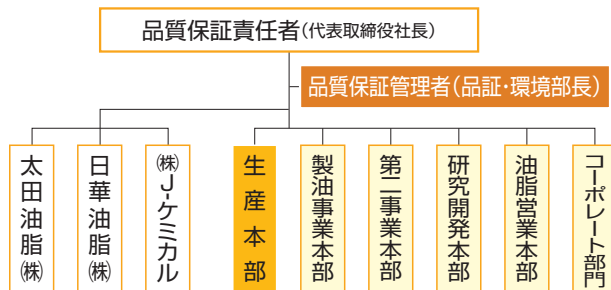 品質保証責任者(代表取締役社長)
品質保証管理者(品証・環境部長)
太田油脂㈱
日華油脂㈱
㈱J-ケミカル
生産本部
製油事業本部
第二事業本部
研究開発本部
油脂営業本部
コーポレート部門